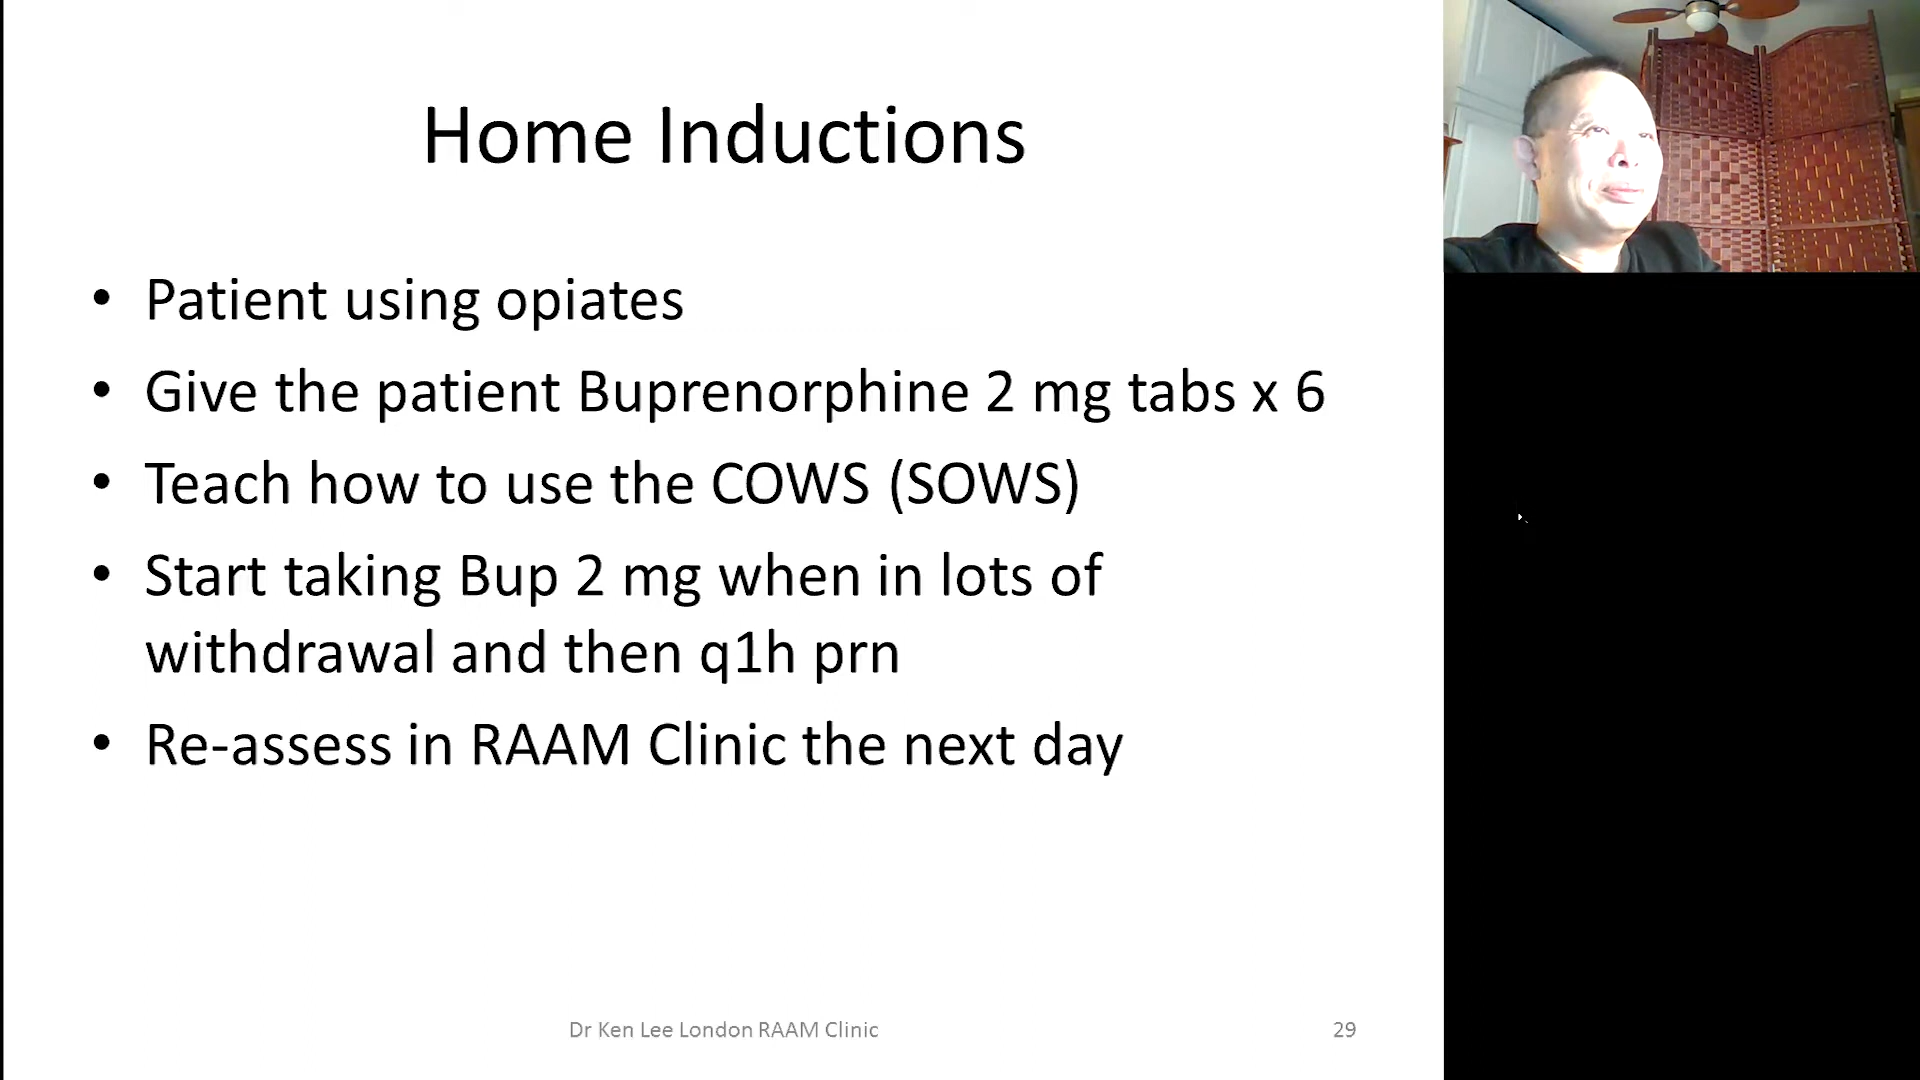 Home Inductions
• Patient using opiates
• Give the patient Buprenorphine 2 mg tabs x 6
• Teach how to use the COWS (SOWS)
• Start taking Bup 2 mg when in lots of
withdrawal and then q1h prn
• Re-assess in RAAM Clinic the next day
Dr Ken Lee London RAAM Clinic
29